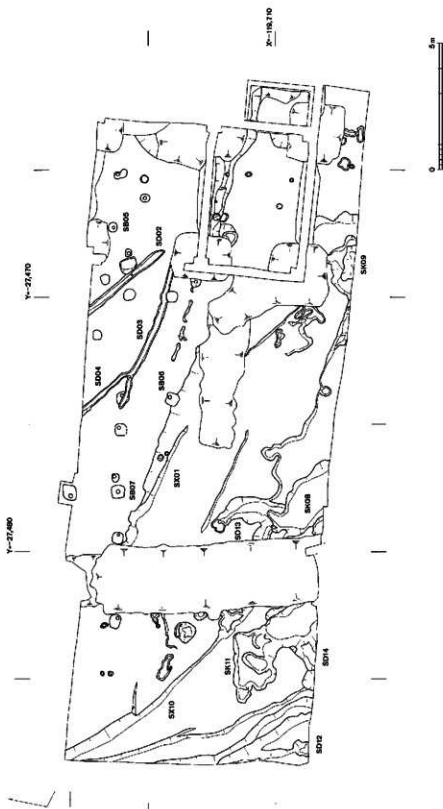 X=-119,710
5m
0
Y=-27,470
Y=-27,480
SB05
SD02
SD03
SD04
SB06
SB07
SX01
SK09
SK08
SD13
SX10
SK11
SD14
SD12